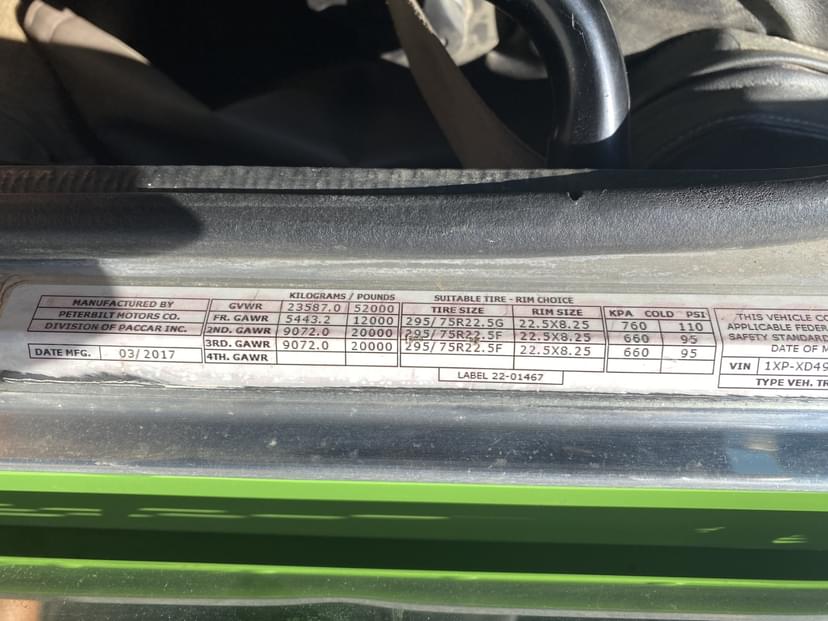 KILOGRAMS / POUNDS SUITABLE TIRE - RIM CHOICE
MANUFACTURED BY GVWR 23587.0 52000 TIRE SIZE RIM SIZE KPA COLD PSI THIS VEHICLE
PETERBILT MOTORS CO. FR. GAWR 5443.2 12000 295/75R22.5G 22.5X8.25 760 110 APPLICABLE
DIVISION OF PACCAR INC. 2ND. GAWR 9072.0 20000 295/75R22.5F 22.5X8.25 660 95 SAFETY STANDARD
3RD. GAWR 9072.0 20000 295/75R22.5F 22.5X8.25 660 95 DATE OF
DATE MFG. 03/2017 4TH. GAWR VIN 1XP-XD49
LABEL 22-01467 TYPE VEH.